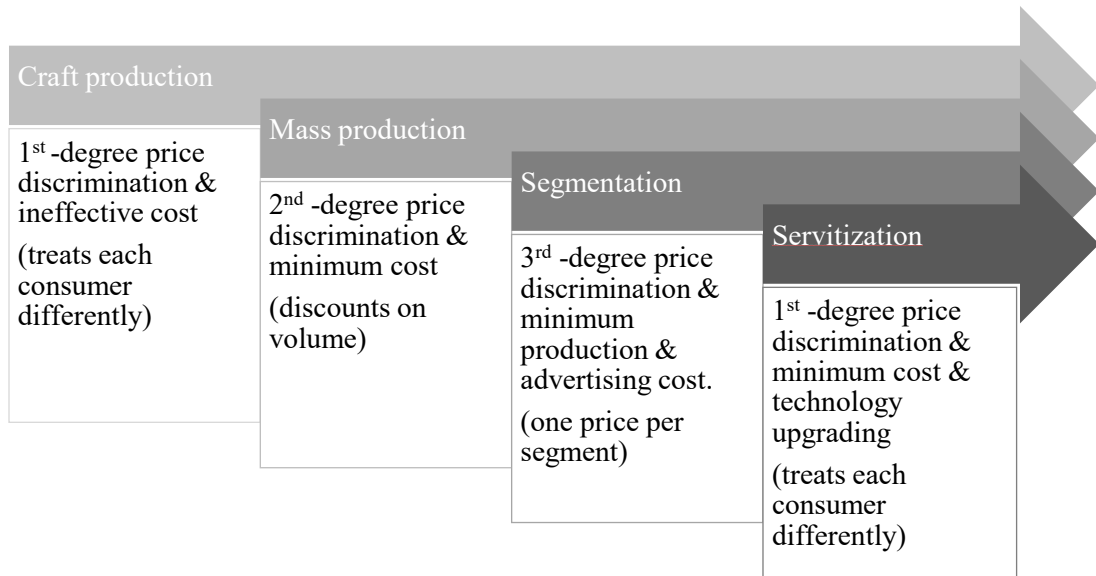 Craft production
1st -degree price
discrimination &
ineffective cost
(treats each
consumer
differently)
Mass production
2nd -degree price
discrimination &
minimum cost
(discounts on
volume)
Segmentation
3rd -degree price
discrimination &
minimum
production &
advertising cost.
(one price per
segment)
Servitization
1st -degree price
discrimination &
minimum cost &
technology
upgrading
(treats each
consumer
differently)